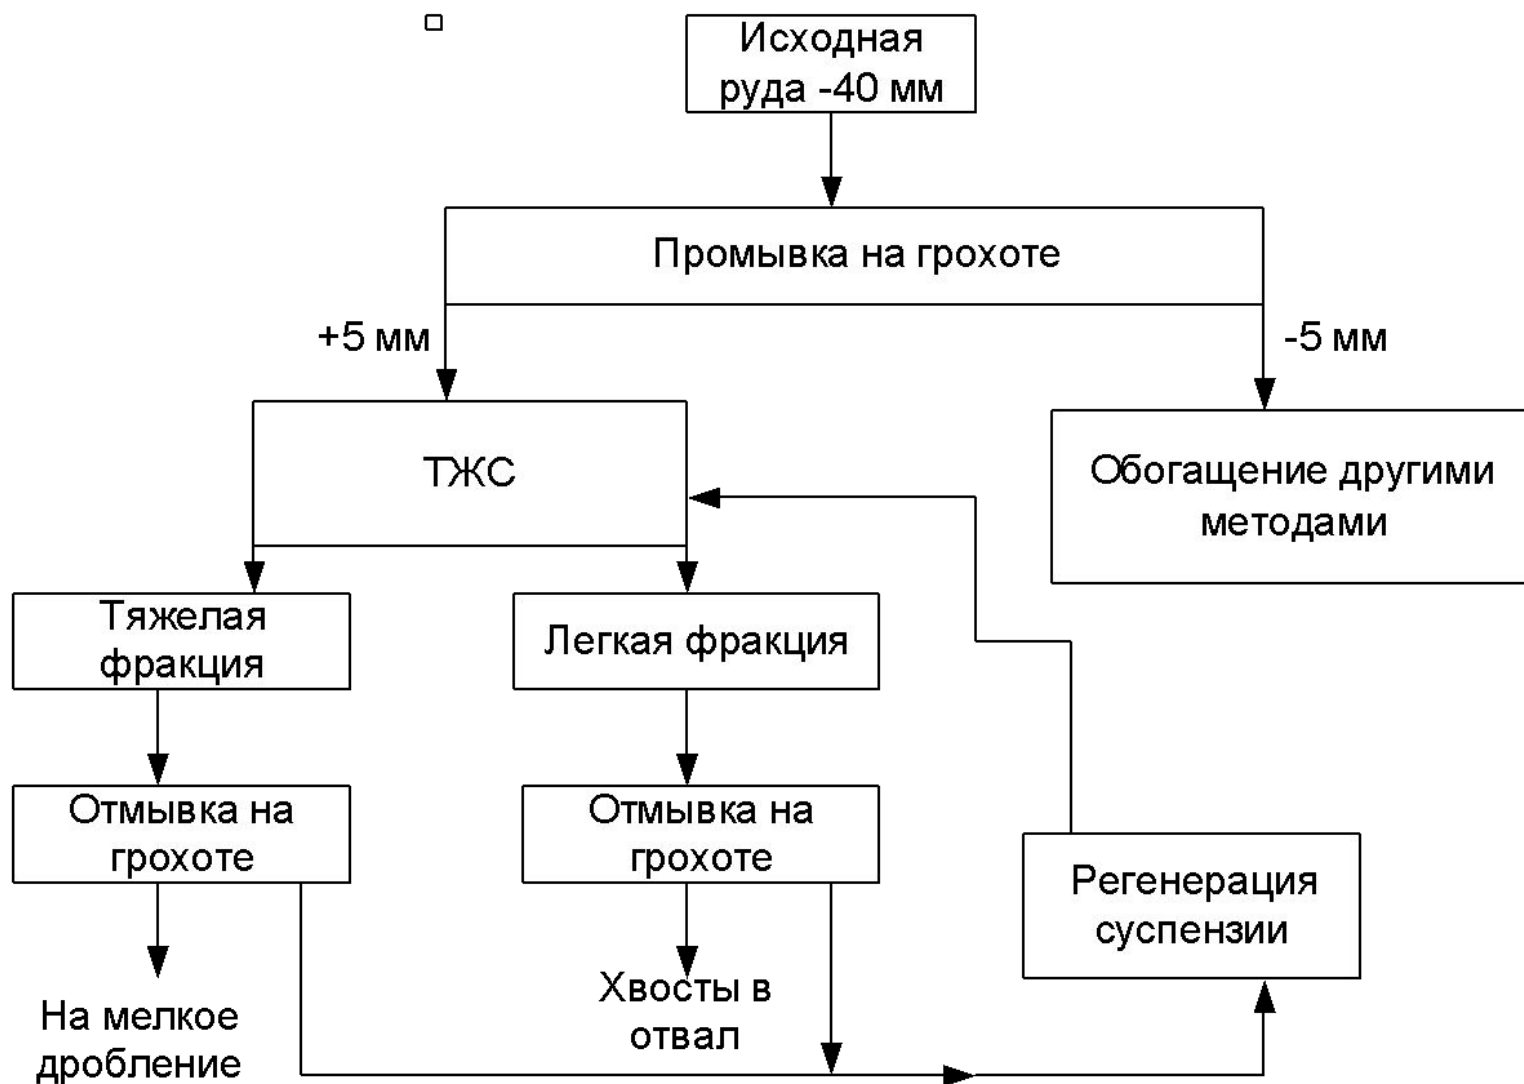 Исходная
руда -40 мм
Промывка на грохоте
+5 мм
-5 мм
ТЖС
Обогащение другими
методами
Тяжелая
фракция
Легкая фракция
Отмывка на
грохоте
Отмывка на
грохоте
Регенерация
суспензии
На мелкое
дробление
Хвосты в
отвал